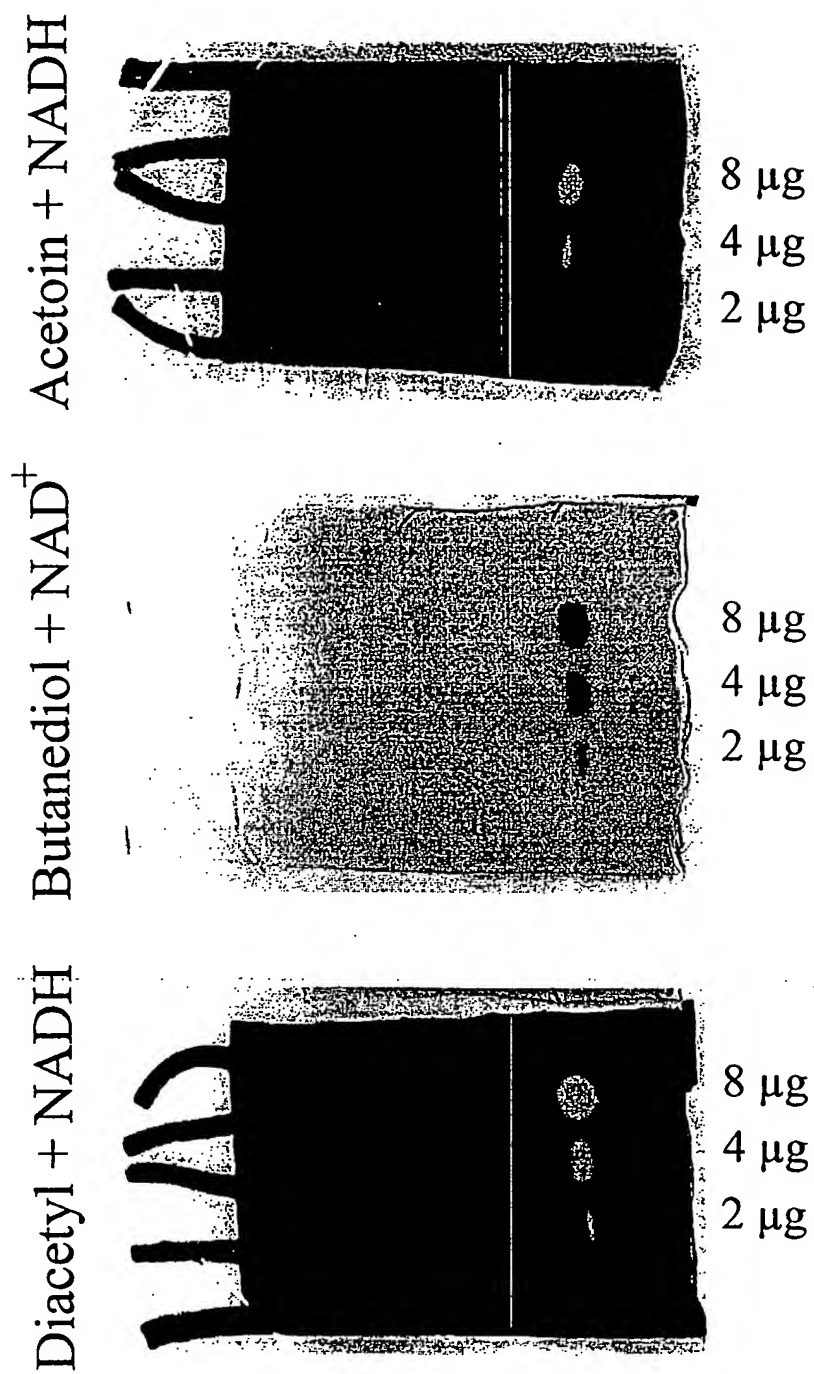 Acetoin + NADH
8 µg
4 µg
2 µg
Butanediol + NAD⁺
8 µg
4 µg
2 µg
Diacetyl + NADH
8 µg
4 µg
2 µg